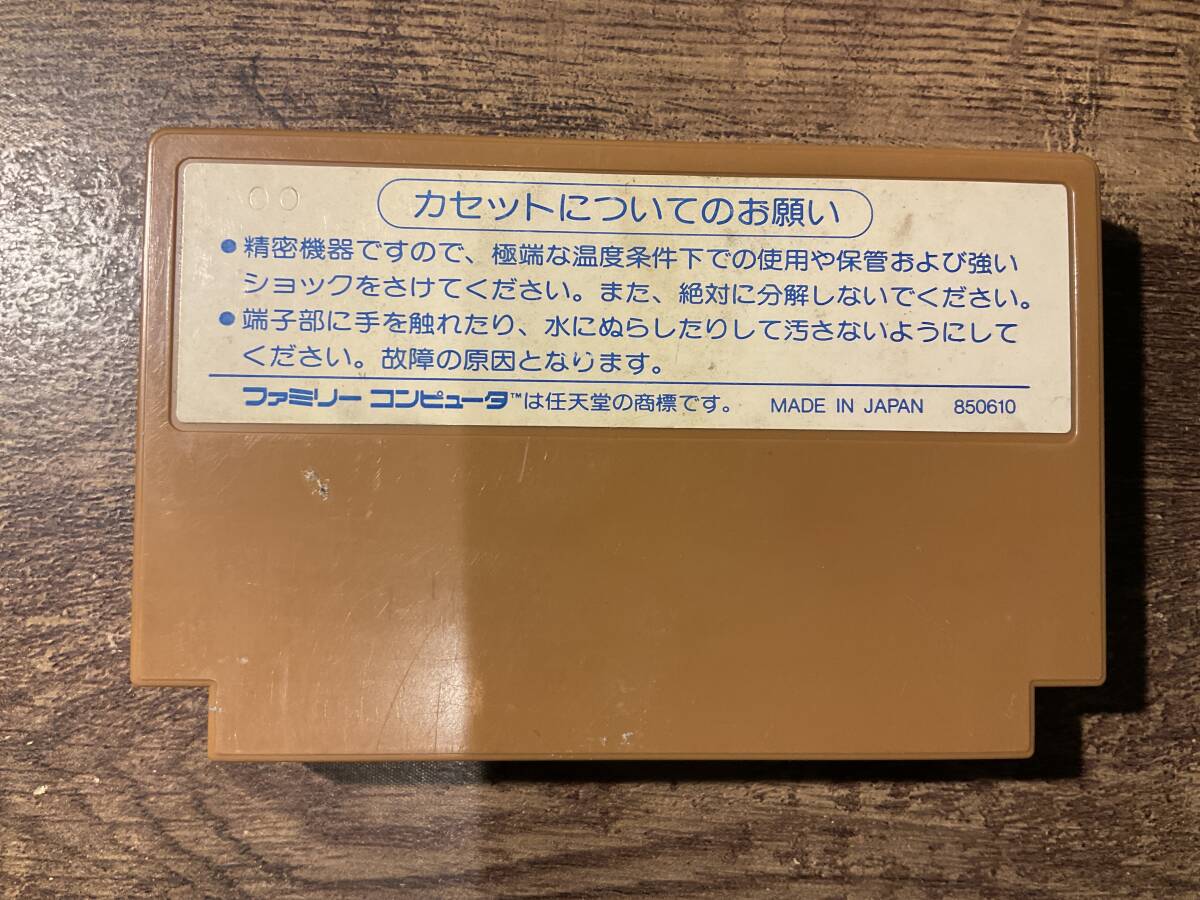 00
カセットについてのお願い
●精密機器ですので、極端な温度条件下での使用や保管および強い
ショックをさけてください。また、絶対に分解しないでください。
●端子部に手を触れたり、水にぬらしたりして汚さないようにして
ください。故障の原因となります。
ファミリーコンピュータ™は任天堂の商標です。 MADE IN JAPAN 850610